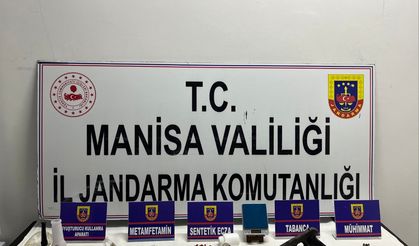 T.C.
MANİSA VALİLİĞİ
İL JANDARMA KOMUTANLIĞI
UYUŞTURUCU KULLANMA
APARATI
METAMFETAMİN
SENTETİK ECZA
TABANCA
MÜHİMMAT